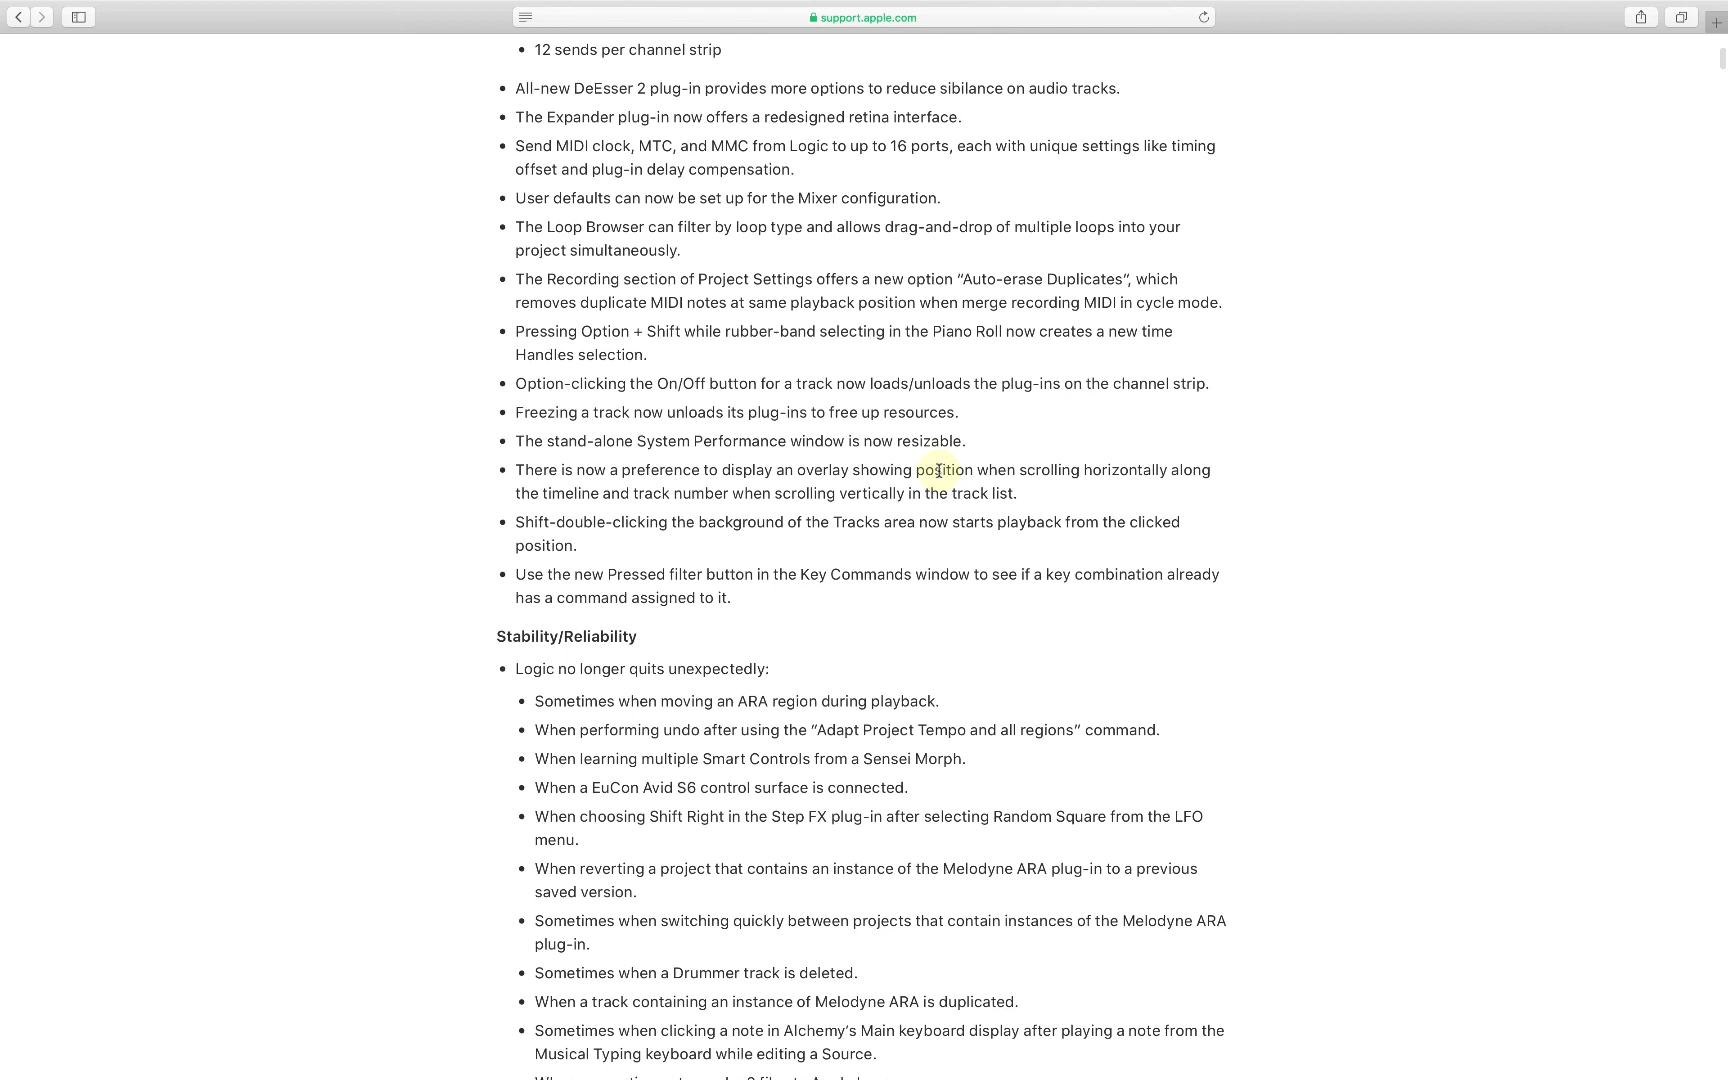 support.apple.com
12 sends per channel strip
All-new DeEsser 2 plug-in provides more options to reduce sibilance on audio tracks.
The Expander plug-in now offers a redesigned retina interface.
Send MIDI clock, MTC, and MMC from Logic to up to 16 ports, each with unique settings like timing
offset and plug-in delay compensation.
User defaults can now be set up for the Mixer configuration.
The Loop Browser can filter by loop type and allows drag-and-drop of multiple loops into your
project simultaneously.
The Recording section of Project Settings offers a new option “Auto-erase Duplicates”, which
removes duplicate MIDI notes at same playback position when merge recording MIDI in cycle mode.
Pressing Option + Shift while rubber-band selecting in the Piano Roll now creates a new time
Handles selection.
Option-clicking the On/Off button for a track now loads/unloads the plug-ins on the channel strip.
Freezing a track now unloads its plug-ins to free up resources.
The stand-alone System Performance window is now resizable.
There is now a preference to display an overlay showing position when scrolling horizontally along
the timeline and track number when scrolling vertically in the track list.
Shift-double-clicking the background of the Tracks area now starts playback from the clicked
position.
Use the new Pressed filter button in the Key Commands window to see if a key combination already
has a command assigned to it.
Stability/Reliability
Logic no longer quits unexpectedly:
Sometimes when moving an ARA region during playback.
When performing undo after using the “Adapt Project Tempo and all regions” command.
When learning multiple Smart Controls from a Sensei Morph.
When a EuCon Avid S6 control surface is connected.
When choosing Shift Right in the Step FX plug-in after selecting Random Square from the LFO
menu.
When reverting a project that contains an instance of the Melodyne ARA plug-in to a previous
saved version.
Sometimes when switching quickly between projects that contain instances of the Melodyne ARA
plug-in.
Sometimes when a Drummer track is deleted.
When a track containing an instance of Melodyne ARA is duplicated.
Sometimes when clicking a note in Alchemy’s Main keyboard display after playing a note from the
Musical Typing keyboard while editing a Source.